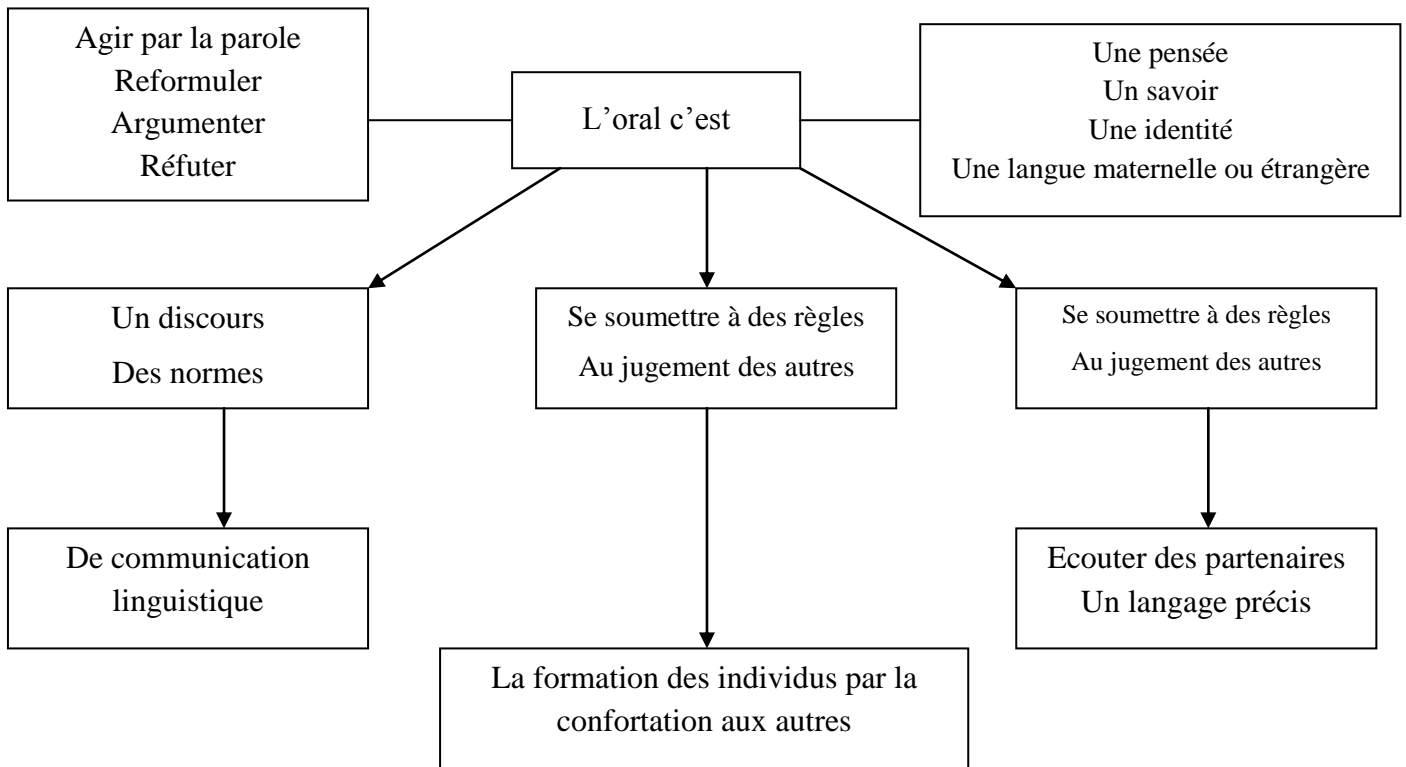 Agir par la parole
Reformuler
Argumenter
Réfuter
L’oral c’est
Une pensée
Un savoir
Une identité
Une langue maternelle ou étrangère
Un discours
Des normes
Se soumettre à des règles
Au jugement des autres
Se soumettre à des règles
Au jugement des autres
De communication
linguistique
Ecouter des partenaires
Un langage précis
La formation des individus par la
confortation aux autres